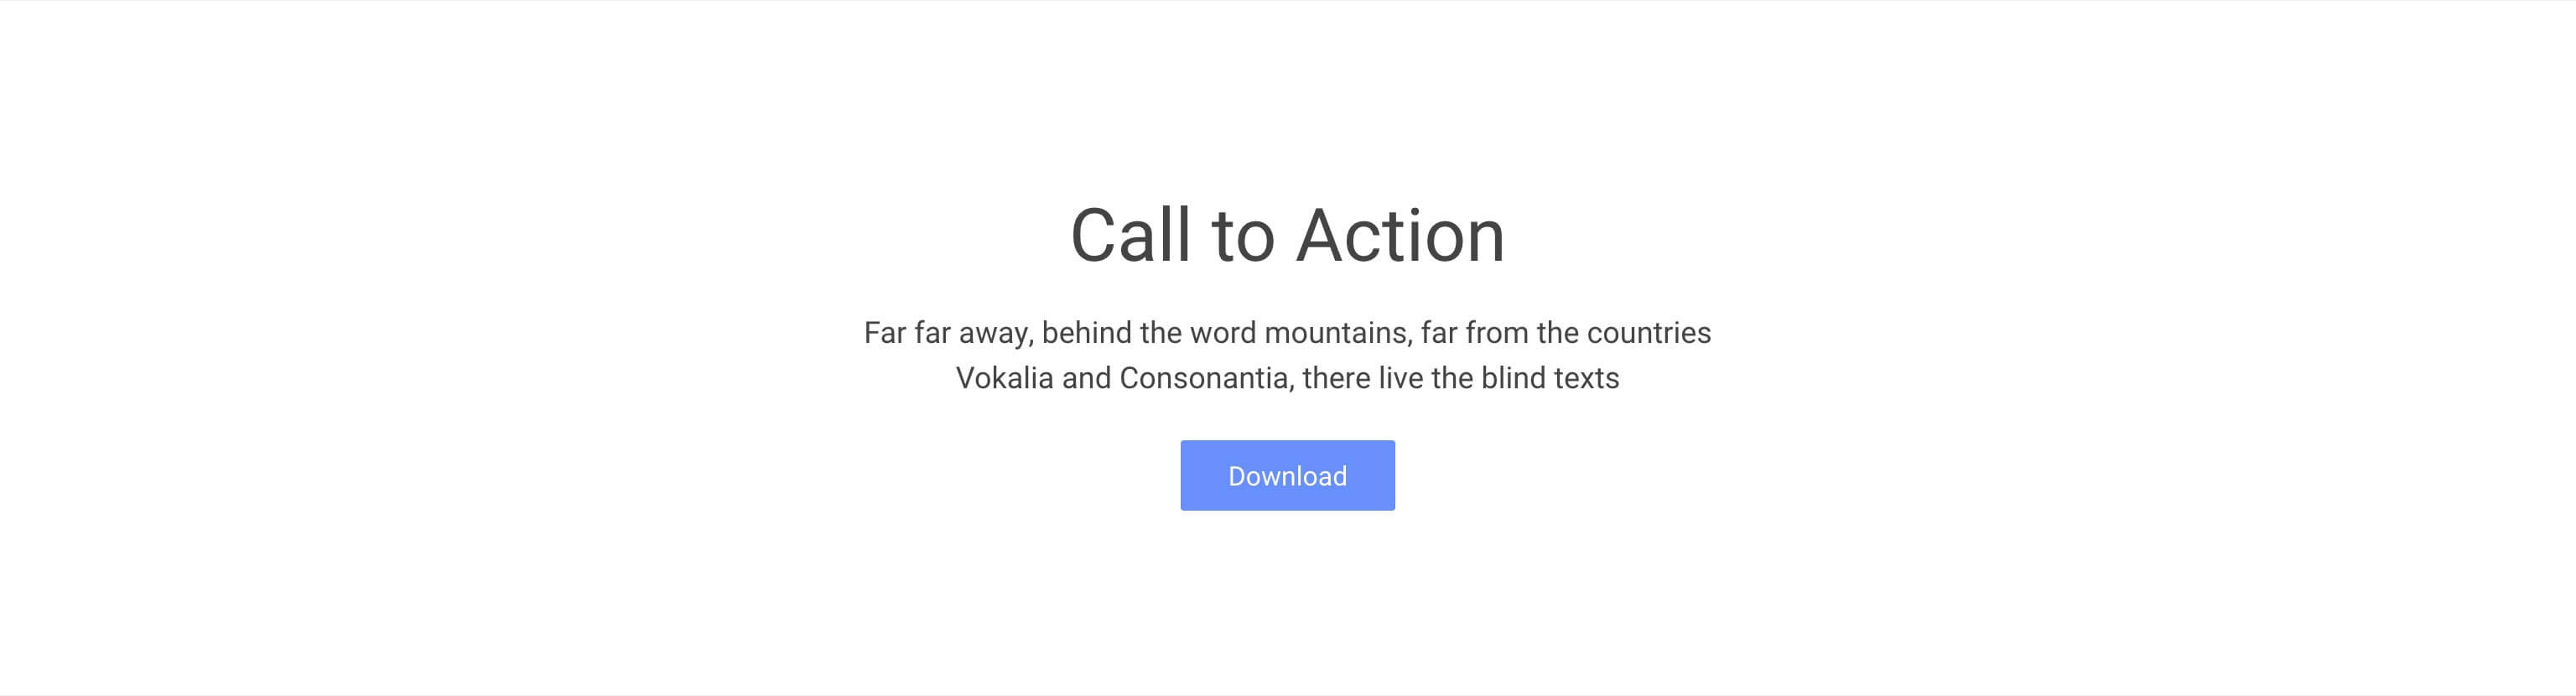 Call to Action
Far far away, behind the word mountains, far from the countries
Vokalia and Consonantia, there live the blind texts
Download